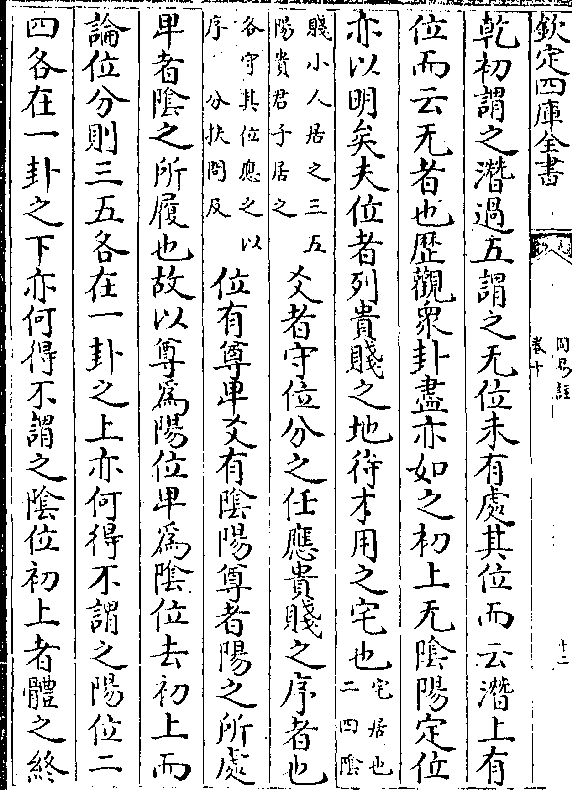 欽定四庫全書
周易註
卷十
十二
乾初謂之潛過五謂之无位未有處其位而云潛上有
位而云无者也歴觀衆卦盡亦如之初上无陰陽定位
亦以明矣夫位者列貴賤之地待才用之宅也宅居也
二四陰
賤小人居之三五
陽貴君子居之
爻者守位分之任應貴賤之序者也
各守其位應之以
序 分扶問及
位有尊卑爻有陰陽尊者陽之所處
卑者陰之所履也故以尊爲陽位卑爲陰位去初上而
論位分則三五各在一卦之上亦何得不謂之陽位二
四各在一卦之下亦何得不謂之陰位初上者體之終